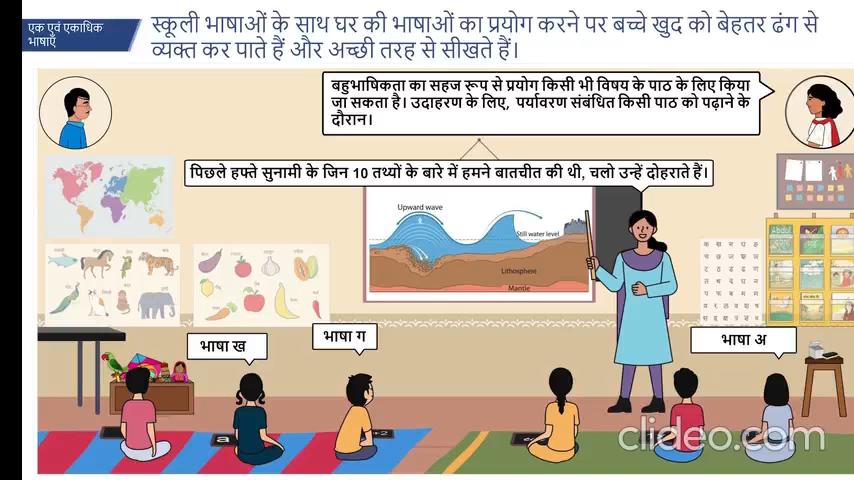 एक एवं एकाधिक
भाषाएँ
स्कूली भाषाओं के साथ घर की भाषाओं का प्रयोग करने पर बच्चे खुद को बेहतर ढंग से
व्यक्त कर पाते हैं और अच्छी तरह से सीखते हैं।
बहुभाषिकता का सहज रूप से प्रयोग किसी भी विषय के पाठ के लिए किया
जा सकता है। उदाहरण के लिए, पर्यावरण संबंधित किसी पाठ को पढ़ाने के
दौरान।
पिछले हफ्ते सुनामी के जिन 10 तथ्यों के बारे में हमने बातचीत की थी, चलो उन्हें दोहराते हैं।
Upward wave
Still water level
Lithosphere
Mantle
भाषा ख
भाषा ग
भाषा अ
a
clideo.com